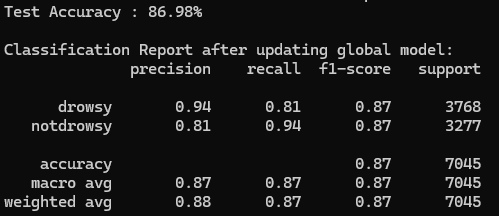 Test Accuracy : 86.98%
Classification Report after updating global model:
precision recall f1-score support
drowsy 0.94 0.81 0.87 3768
notdrowsy 0.81 0.94 0.87 3277
accuracy 0.87 7045
macro avg 0.87 0.87 0.87 7045
weighted avg 0.88 0.87 0.87 7045